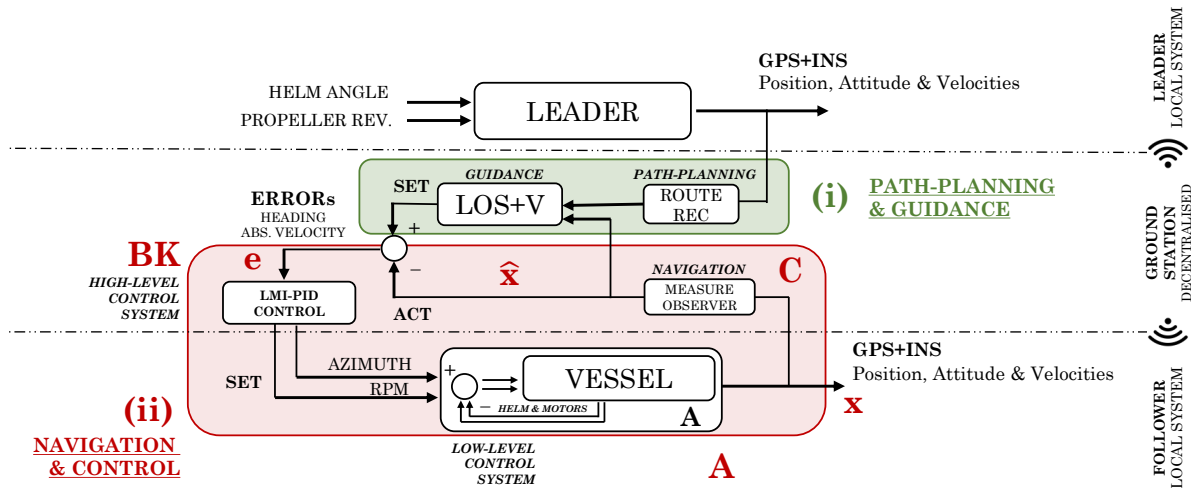 GPS+INS
Position, Attitude & Velocities
HELM ANGLE
PROPELLER REV.
LEADER
LEADER
LOCAL SYSTEM
GUIDANCE
PATH-PLANNING
SET
LOS+V
ROUTE
REC
(i)
PATH-PLANNING
& GUIDANCE
ERRORs
HEADING
ABS. VELOCITY
+
−
BK
HIGH-LEVEL
CONTROL
SYSTEM
e
x̂
C
NAVIGATION
MEASURE
OBSERVER
LMI-PID
CONTROL
ACT
GROUND
STATION
DECENTRALISED
GPS+INS
Position, Attitude & Velocities
x
AZIMUTH
SET
RPM
+
−
VESSEL
HELM & MOTORS
A
(ii)
NAVIGATION
& CONTROL
LOW-LEVEL
CONTROL
SYSTEM
A
FOLLOWER
LOCAL SYSTEM